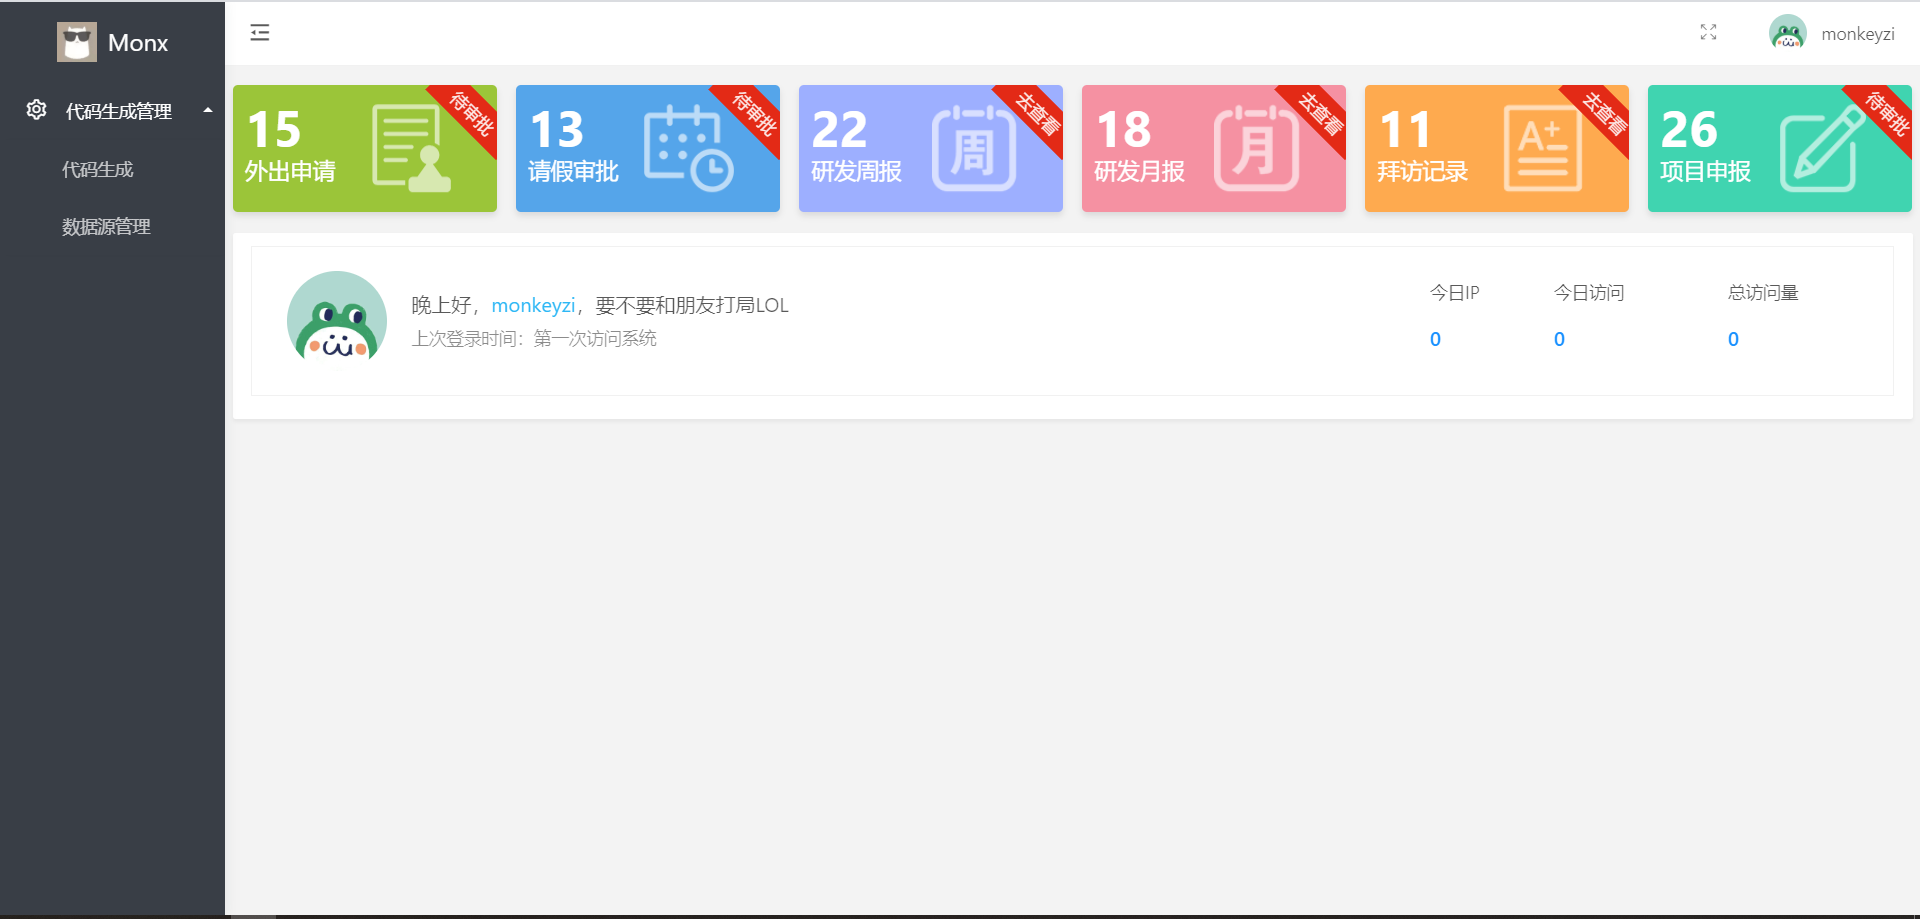 Monx
代码生成管理
代码生成
数据源管理
monkeyzi
15
外出申请
待审批
13
请假审批
待审批
22
研发周报
周
去查看
18
研发月报
月
去查看
11
拜访记录
A+
去查看
26
项目申报
待审批
晚上好，monkeyzi，要不要和朋友打局LOL
上次登录时间：第一次访问系统
今日IP 今日访问 总访问量
0 0 0